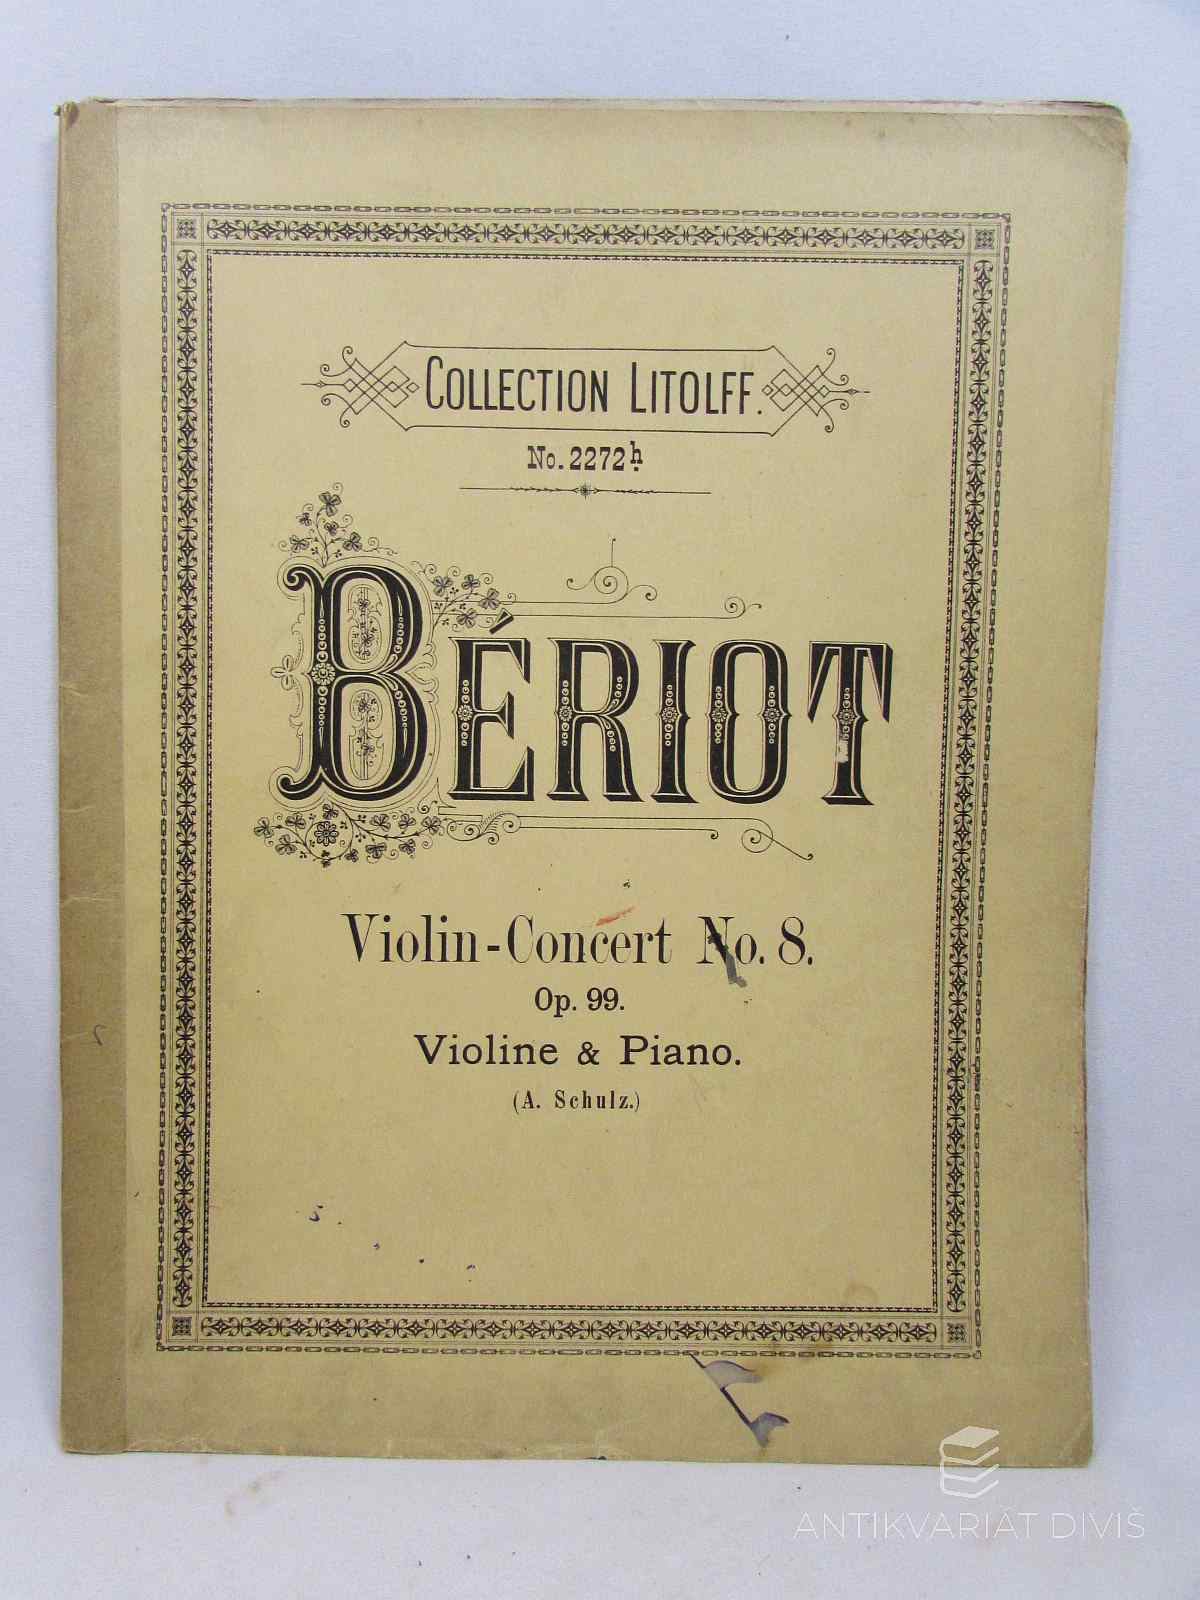 COLLECTION LITOLFF.
No. 2272h
BÉRIOT
Violin-Concert No. 8.
Op. 99.
Violine & Piano.
(A. Schulz.)
ANTIKVARIÁT DIVIŠ